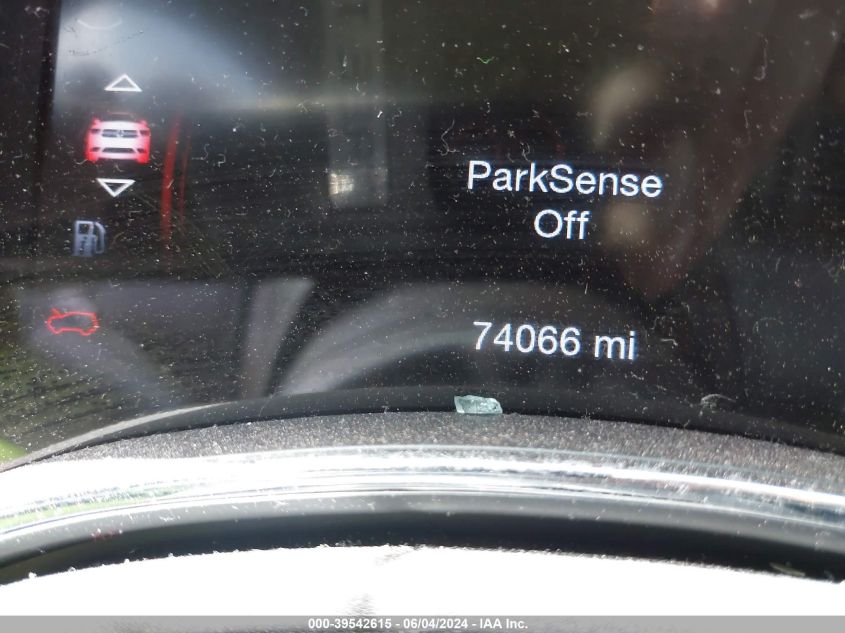 ParkSense
Off
74066 mi
000-39542615 - 06/04/2024 - IAA Inc.